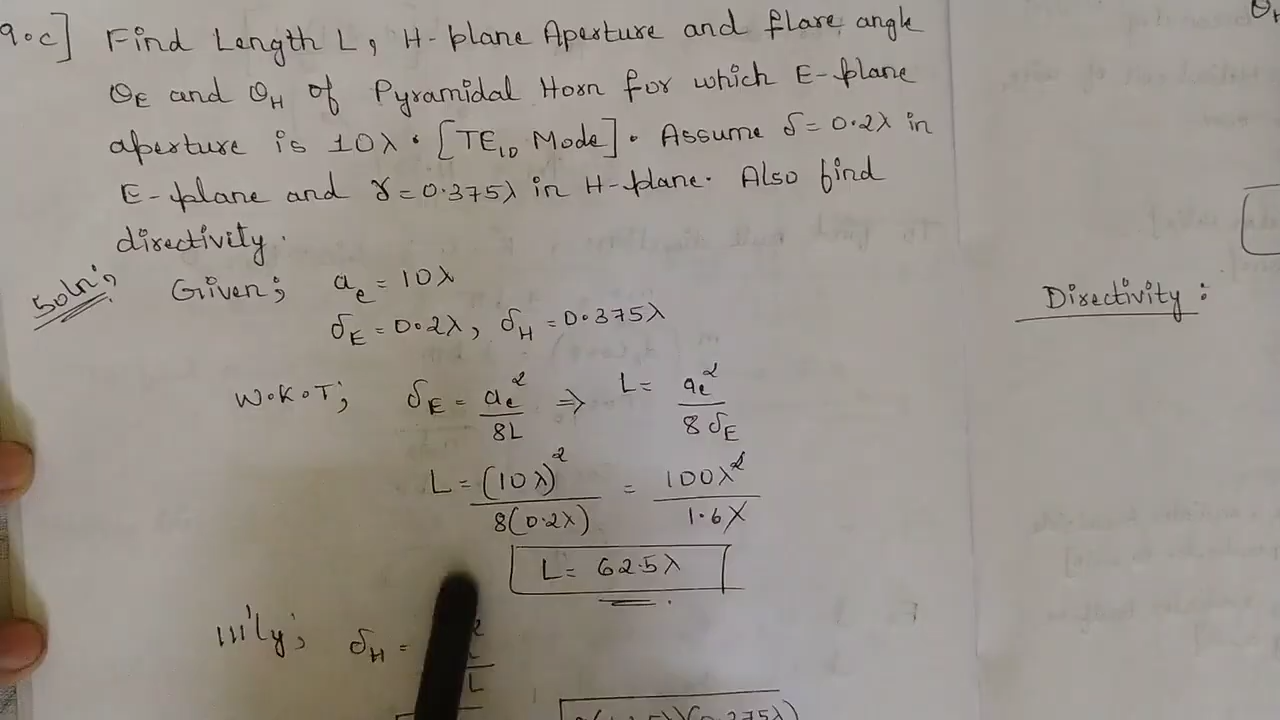 9.c] Find Length L, H-plane Aperture and flare angle
θE and θH of Pyramidal Horn for which E-plane
aperture is 10λ. [TE10 Mode]. Assume δ=0.2λ in
E-plane and γ=0.375λ in H-plane. Also find
directivity.
Soln; Given; ae = 10λ
δE = 0.2λ, δH = 0.375λ
W.K.T; δE = ae²/8L ⇒ L = ae²/8δE
L = (10λ)²/8(0.2λ) = 100λ²/1.6λ
L = 62.5λ
Ill'ly; δH =
θH
Directivity: